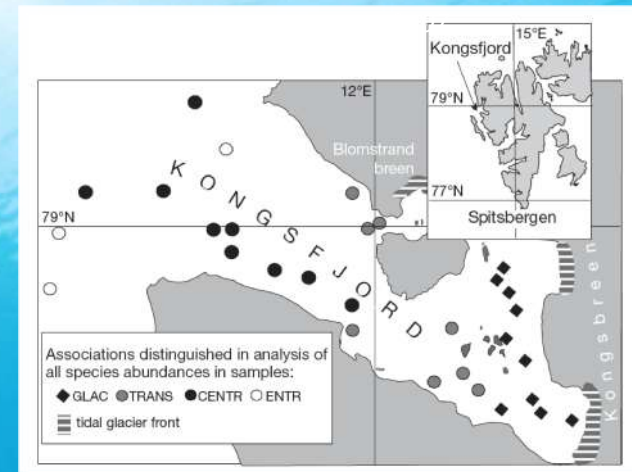 15°E
Kongsfjord
79°N
77°N
Spitsbergen
12°E
Blomstrand
breen
79°N
KONGSFJORD
Kongsbreen
Associations distinguished in analysis of
all species abundances in samples:
GLAC TRANS CENTR ENTR
tidal glacier front